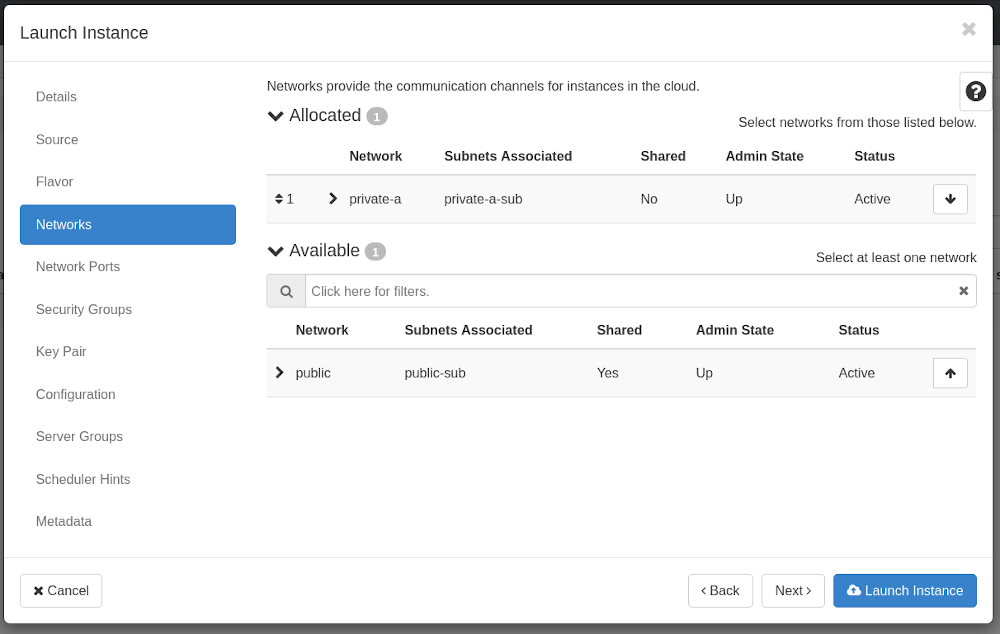 Launch Instance
Details
Source
Flavor
Networks
Network Ports
Security Groups
Key Pair
Configuration
Server Groups
Scheduler Hints
Metadata
Networks provide the communication channels for instances in the cloud.
Allocated 1
Select networks from those listed below.
Network Subnets Associated Shared Admin State Status
1 private-a private-a-sub No Up Active
Available 1
Select at least one network
Click here for filters.
Network Subnets Associated Shared Admin State Status
public public-sub Yes Up Active
Cancel
Back
Next
Launch Instance